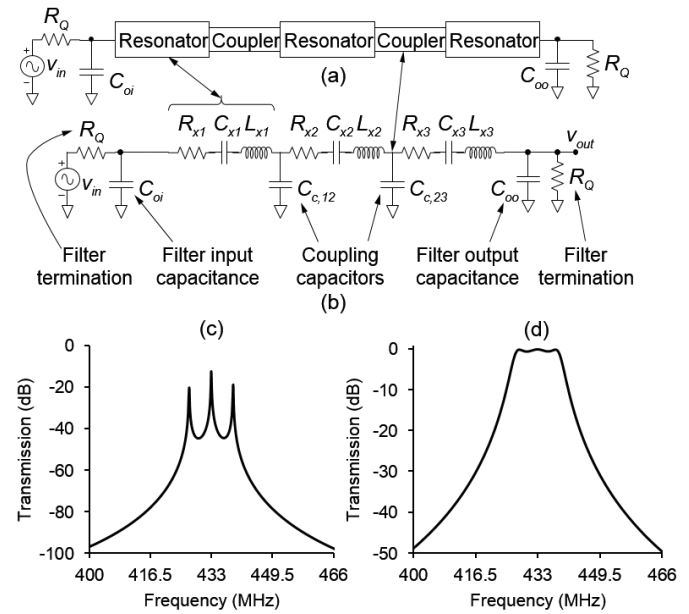 R_Q
Resonator Coupler Resonator Coupler Resonator
v_in
C_oi
(a)
C_oo
R_Q
R_x1 C_x1 L_x1 R_x2 C_x2 L_x2 R_x3 C_x3 L_x3
R_Q
v_out
v_in
C_oi
C_c,12
C_c,23
C_oo
R_Q
Filter termination
Filter input capacitance
Coupling capacitors
Filter output capacitance
Filter termination
(b)
(c)
Transmission (dB)
0
-20
-40
-60
-80
-100
400 416.5 433 449.5 466
Frequency (MHz)
(d)
Transmission (dB)
0
-10
-20
-30
-40
-50
400 416.5 433 449.5 466
Frequency (MHz)